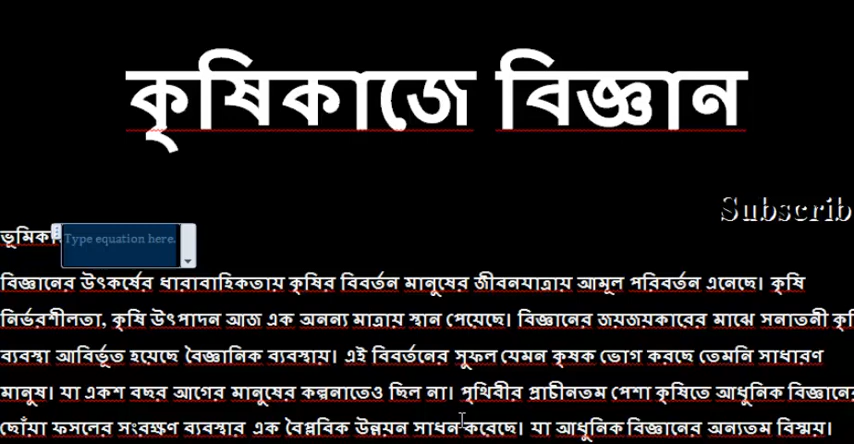 কৃষিকাজে বিজ্ঞান
Subscrib
ভূমিকা
Type equation here.
বিজ্ঞানের উৎকর্ষের ধারাবাহিকতায় কৃষির বিবর্তন মানুষের জীবনযাত্রায় আমূল পরিবর্তন এনেছে। কৃষি
নির্ভরশীলতা, কৃষি উৎপাদন আজ এক অনন্য মাত্রায় স্থান পেয়েছে। বিজ্ঞানের জয়জয়কারের মাঝে সনাতনী কৃষি
ব্যবস্থা আবির্ভূত হয়েছে বৈজ্ঞানিক ব্যবস্থায়। এই বিবর্তনের সুফল যেমন কৃষক ভোগ করছে তেমনি সাধারণ
মানুষ। যা একশ বছর আগের মানুষের কল্পনাতেও ছিল না। পৃথিবীর প্রাচীনতম পেশা কৃষিতে আধুনিক বিজ্ঞানের
ছোঁয়া ফসলের সংরক্ষণ ব্যবস্থার এক বৈপ্লবিক উন্নয়ন সাধন করেছে। যা আধুনিক বিজ্ঞানের অন্যতম বিস্ময়।